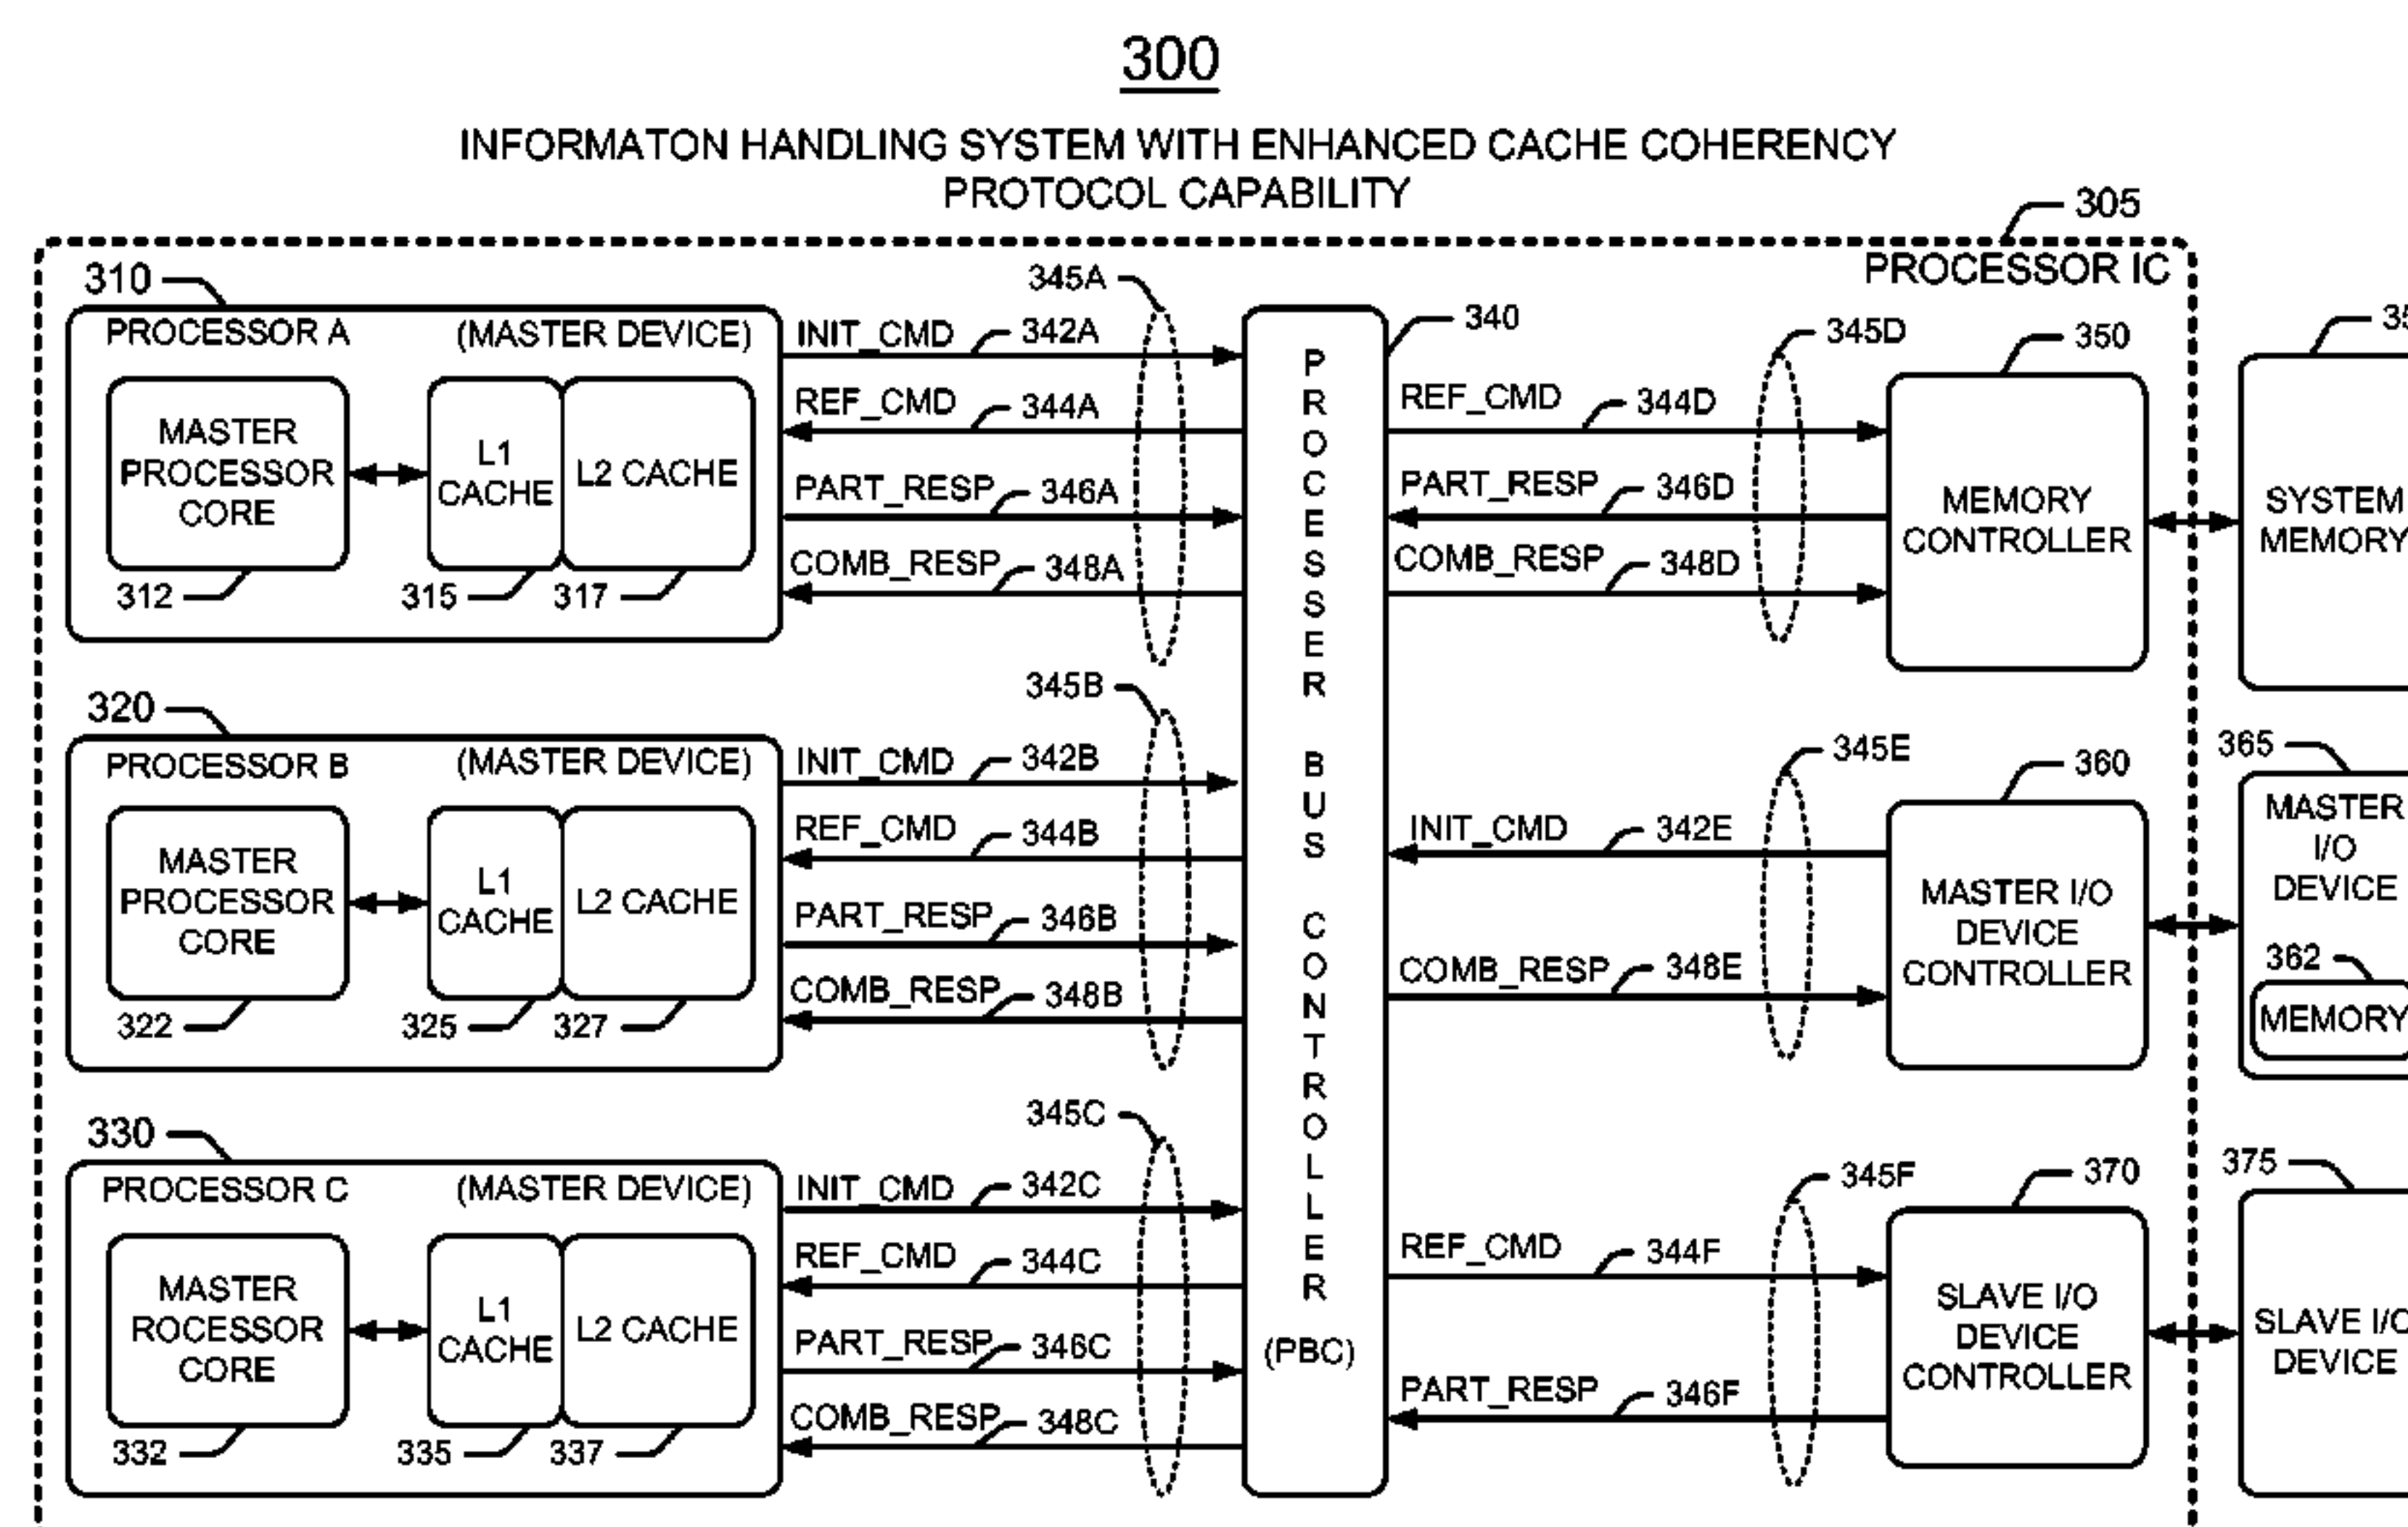 300
INFORMATON HANDLING SYSTEM WITH ENHANCED CACHE COHERENCY
PROTOCOL CAPABILITY
305
PROCESSOR IC
310
PROCESSOR A (MASTER DEVICE)
MASTER
PROCESSOR
CORE
312
L1
CACHE
315
L2 CACHE
317
345A
INIT_CMD 342A
REF_CMD 344A
PART_RESP 346A
COMB_RESP 348A
320
PROCESSOR B (MASTER DEVICE)
MASTER
PROCESSOR
CORE
322
L1
CACHE
325
L2 CACHE
327
345B
INIT_CMD 342B
REF_CMD 344B
PART_RESP 346B
COMB_RESP 348B
330
PROCESSOR C (MASTER DEVICE)
MASTER
ROCESSOR
CORE
332
L1
CACHE
335
L2 CACHE
337
345C
INIT_CMD 342C
REF_CMD 344C
PART_RESP 346C
COMB_RESP 348C
340
PROCESSER BUS CONTROLLER
(PBC)
345D
REF_CMD 344D
PART_RESP 346D
COMB_RESP 348D
350
MEMORY
CONTROLLER
SYSTEM
MEMORY
345E
INIT_CMD 342E
COMB_RESP 348E
360
MASTER I/O
DEVICE
CONTROLLER
365
MASTER
I/O
DEVICE
362
MEMORY
345F
REF_CMD 344F
PART_RESP 346F
370
SLAVE I/O
DEVICE
CONTROLLER
375
SLAVE I/O
DEVICE